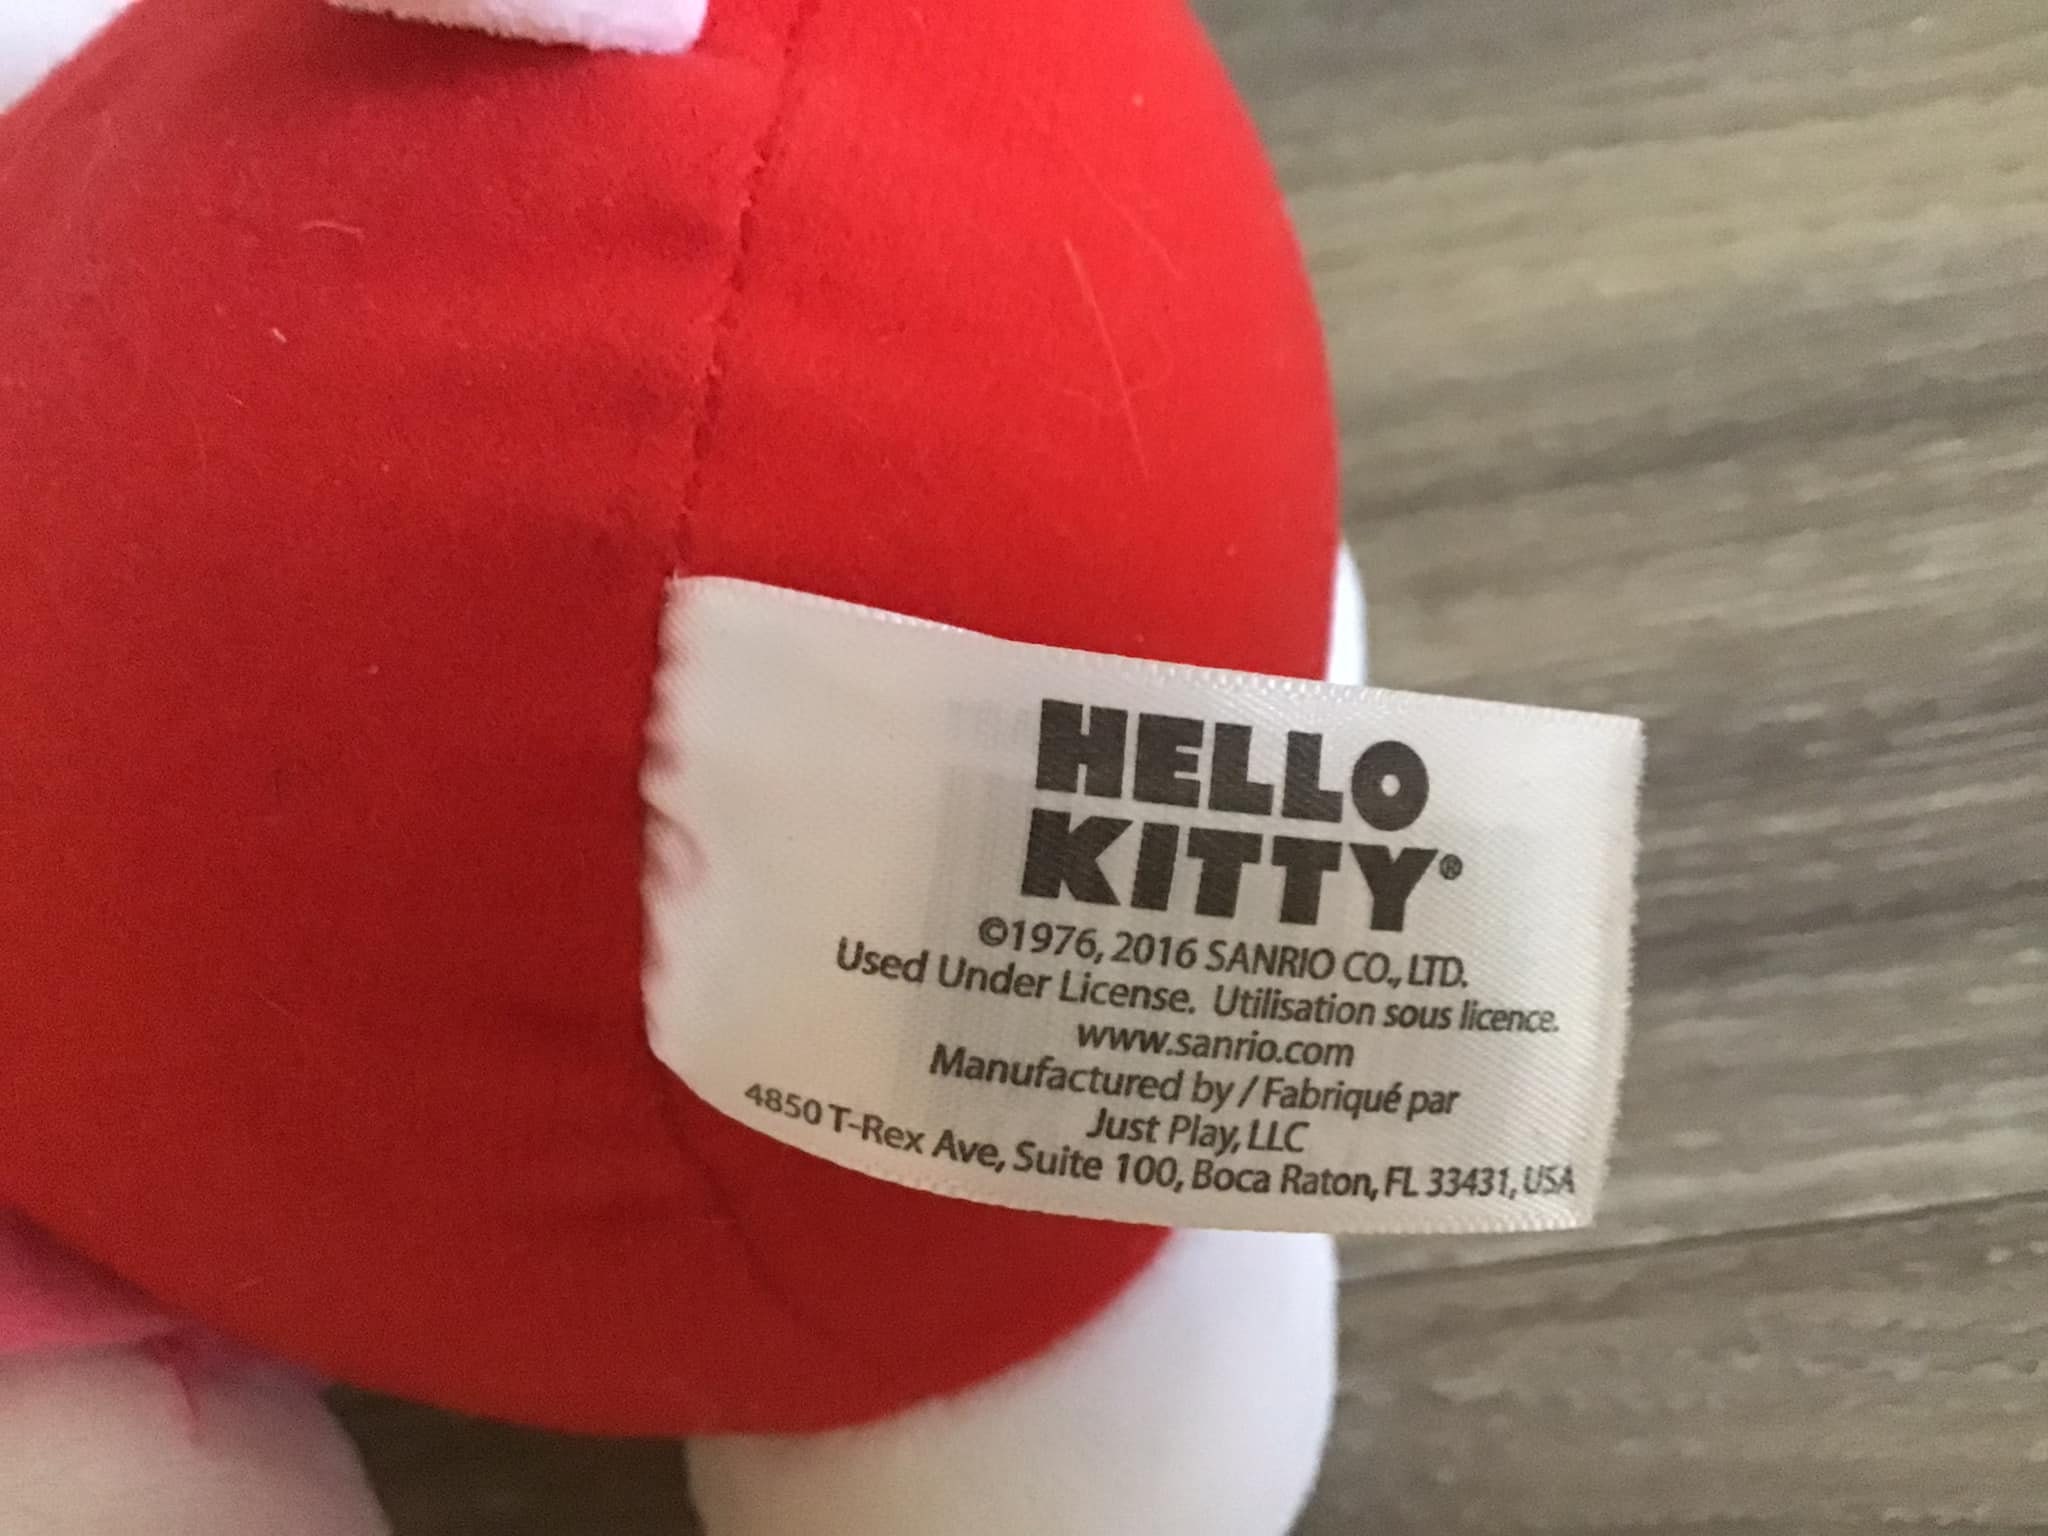 HELLO
KITTY®
©1976, 2016 SANRIO CO., LTD.
Used Under License. Utilisation sous licence.
www.sanrio.com
Manufactured by / Fabriqué par
Just Play, LLC
4850 T-Rex Ave, Suite 100, Boca Raton, FL 33431, USA